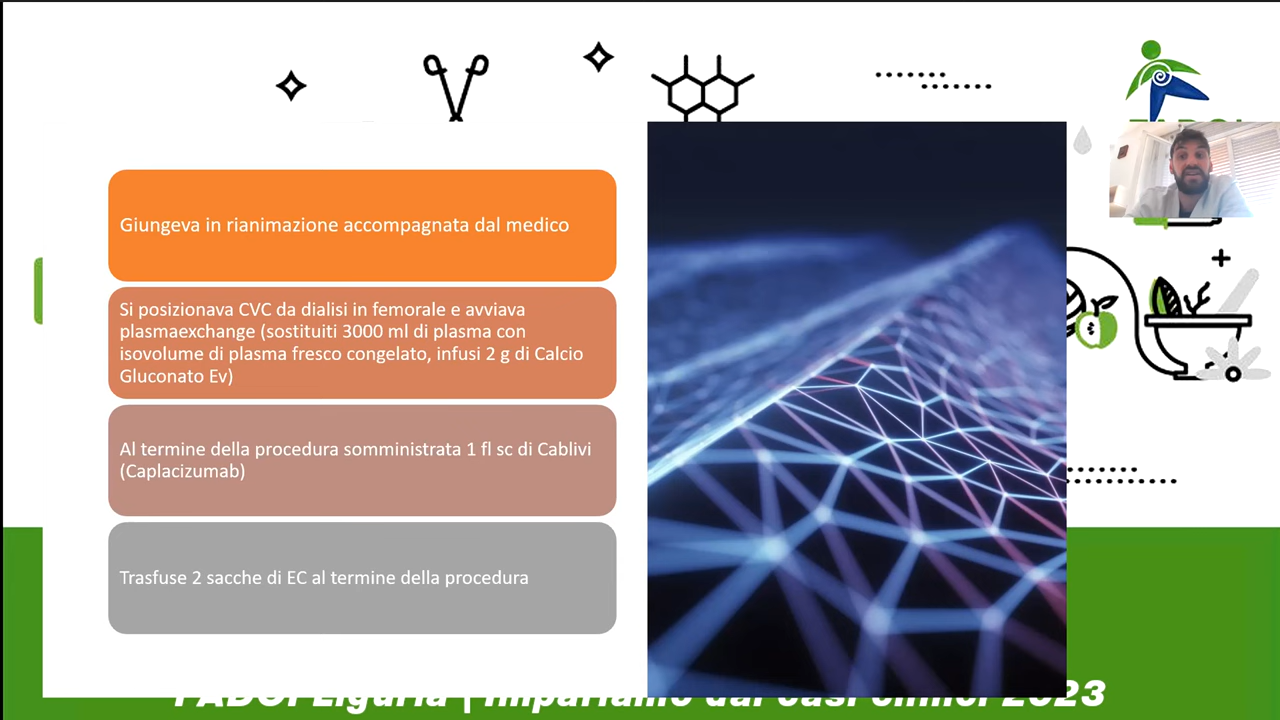 Giungeva in rianimazione accompagnata dal medico
Si posizionava CVC da dialisi in femorale e avviava
plasmaexchange (sostituiti 3000 ml di plasma con
isovolume di plasma fresco congelato, infusi 2 g di Calcio
Gluconato Ev)
Al termine della procedura somministrata 1 fl sc di Cablivi
(Caplacizumab)
Trasfuse 2 sacche di EC al termine della procedura
FADOI Liguria | Impariamo dai casi clinici 2023